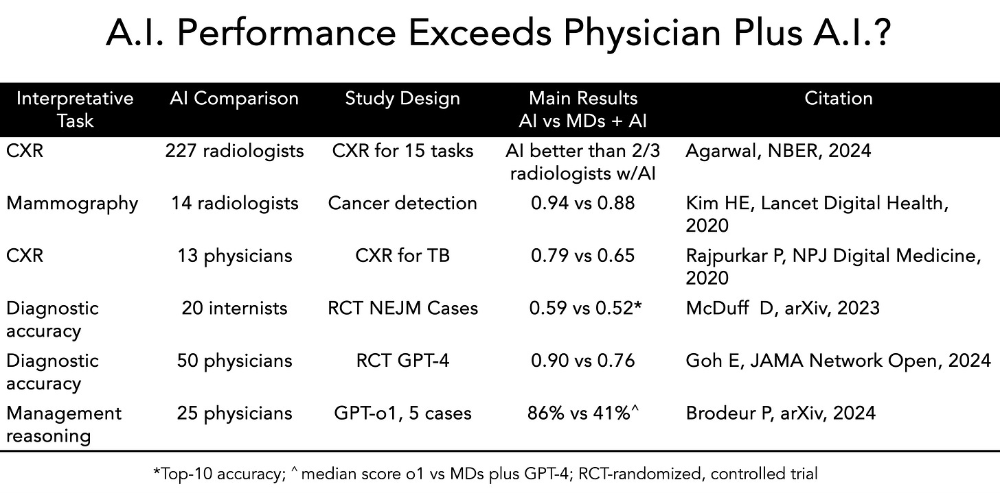 A.I. Performance Exceeds Physician Plus A.I.?
Interpretative Task AI Comparison Study Design Main Results AI vs MDs + AI Citation
CXR 227 radiologists CXR for 15 tasks AI better than 2/3 radiologists w/AI Agarwal, NBER, 2024
Mammography 14 radiologists Cancer detection 0.94 vs 0.88 Kim HE, Lancet Digital Health, 2020
CXR 13 physicians CXR for TB 0.79 vs 0.65 Rajpurkar P, NPJ Digital Medicine, 2020
Diagnostic accuracy 20 internists RCT NEJM Cases 0.59 vs 0.52* McDuff D, arXiv, 2023
Diagnostic accuracy 50 physicians RCT GPT-4 0.90 vs 0.76 Goh E, JAMA Network Open, 2024
Management reasoning 25 physicians GPT-o1, 5 cases 86% vs 41%^ Brodeur P, arXiv, 2024
*Top-10 accuracy; ^ median score o1 vs MDs plus GPT-4; RCT-randomized, controlled trial